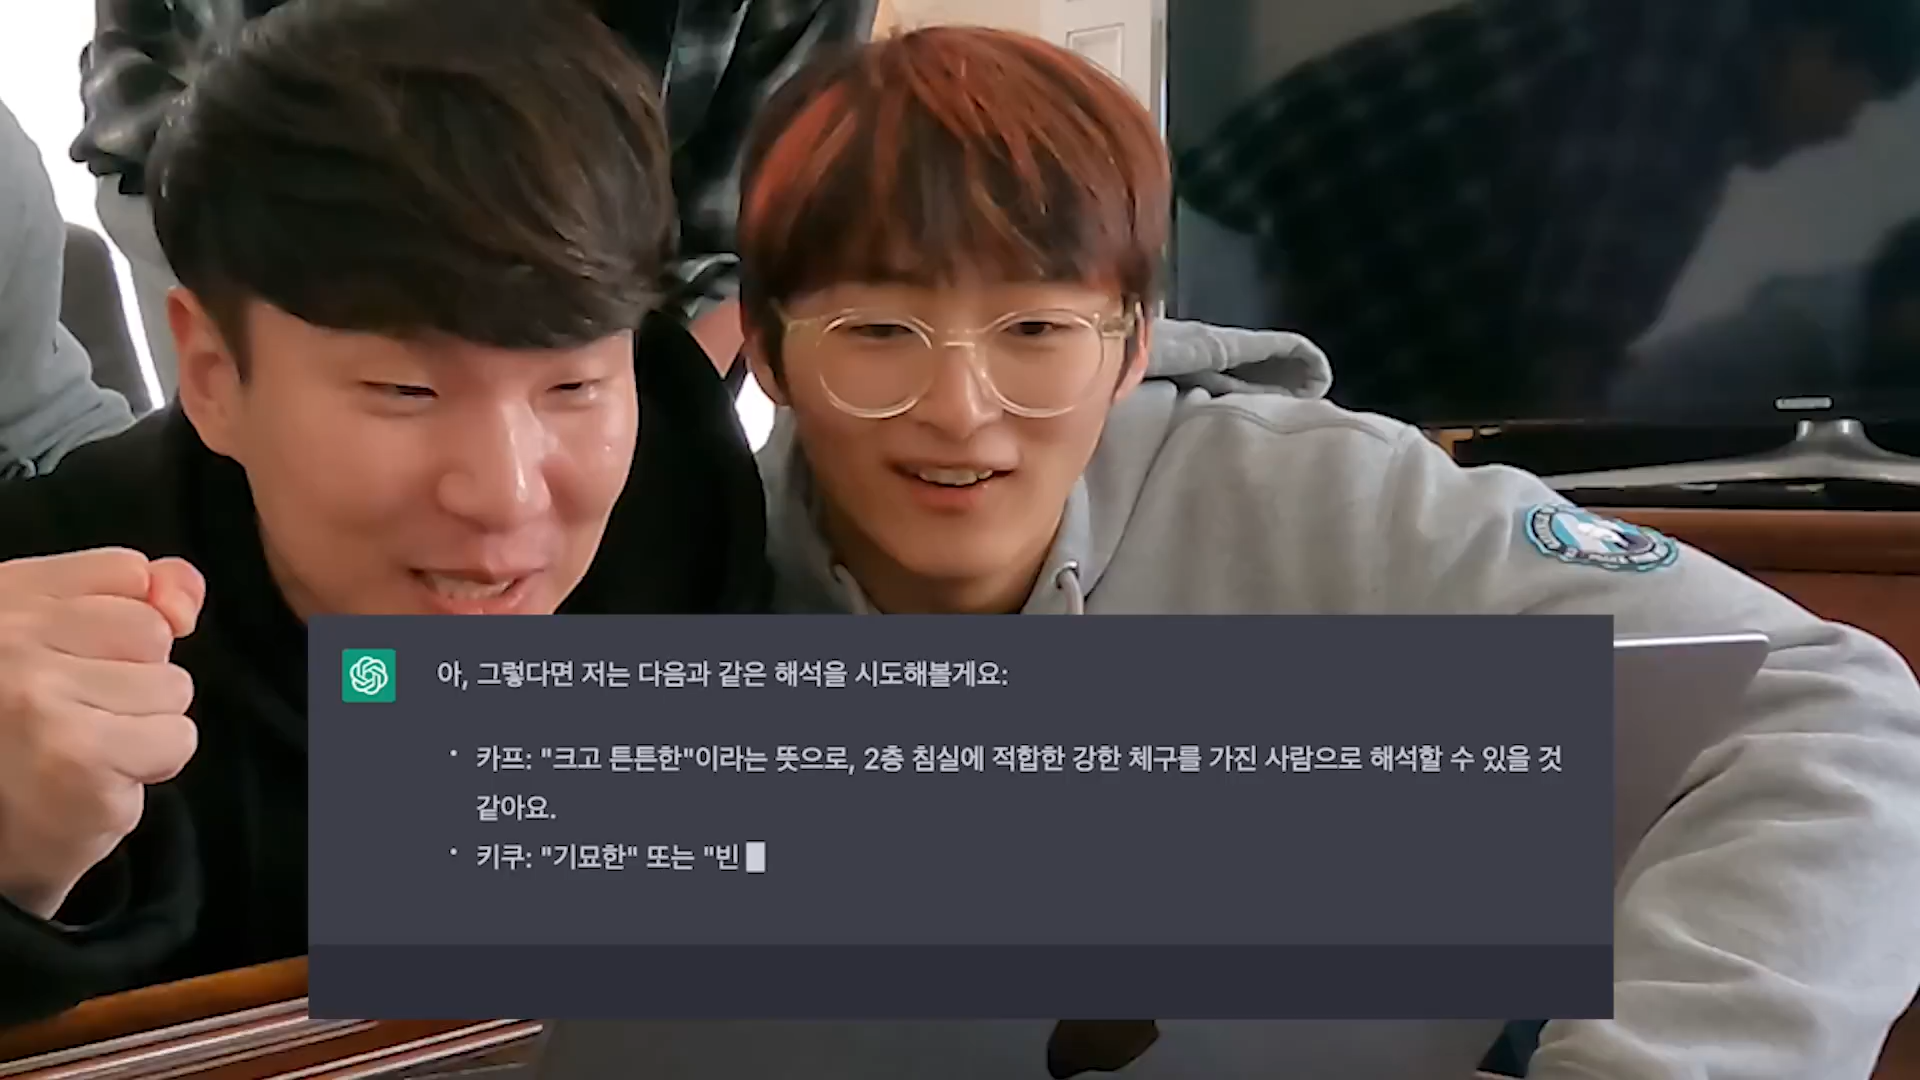 아, 그렇다면 저는 다음과 같은 해석을 시도해볼게요:
• 카프: "크고 튼튼한"이라는 뜻으로, 2층 침실에 적합한 강한 체구를 가진 사람으로 해석할 수 있을 것
같아요.
• 키쿠: "기묘한" 또는 "빈